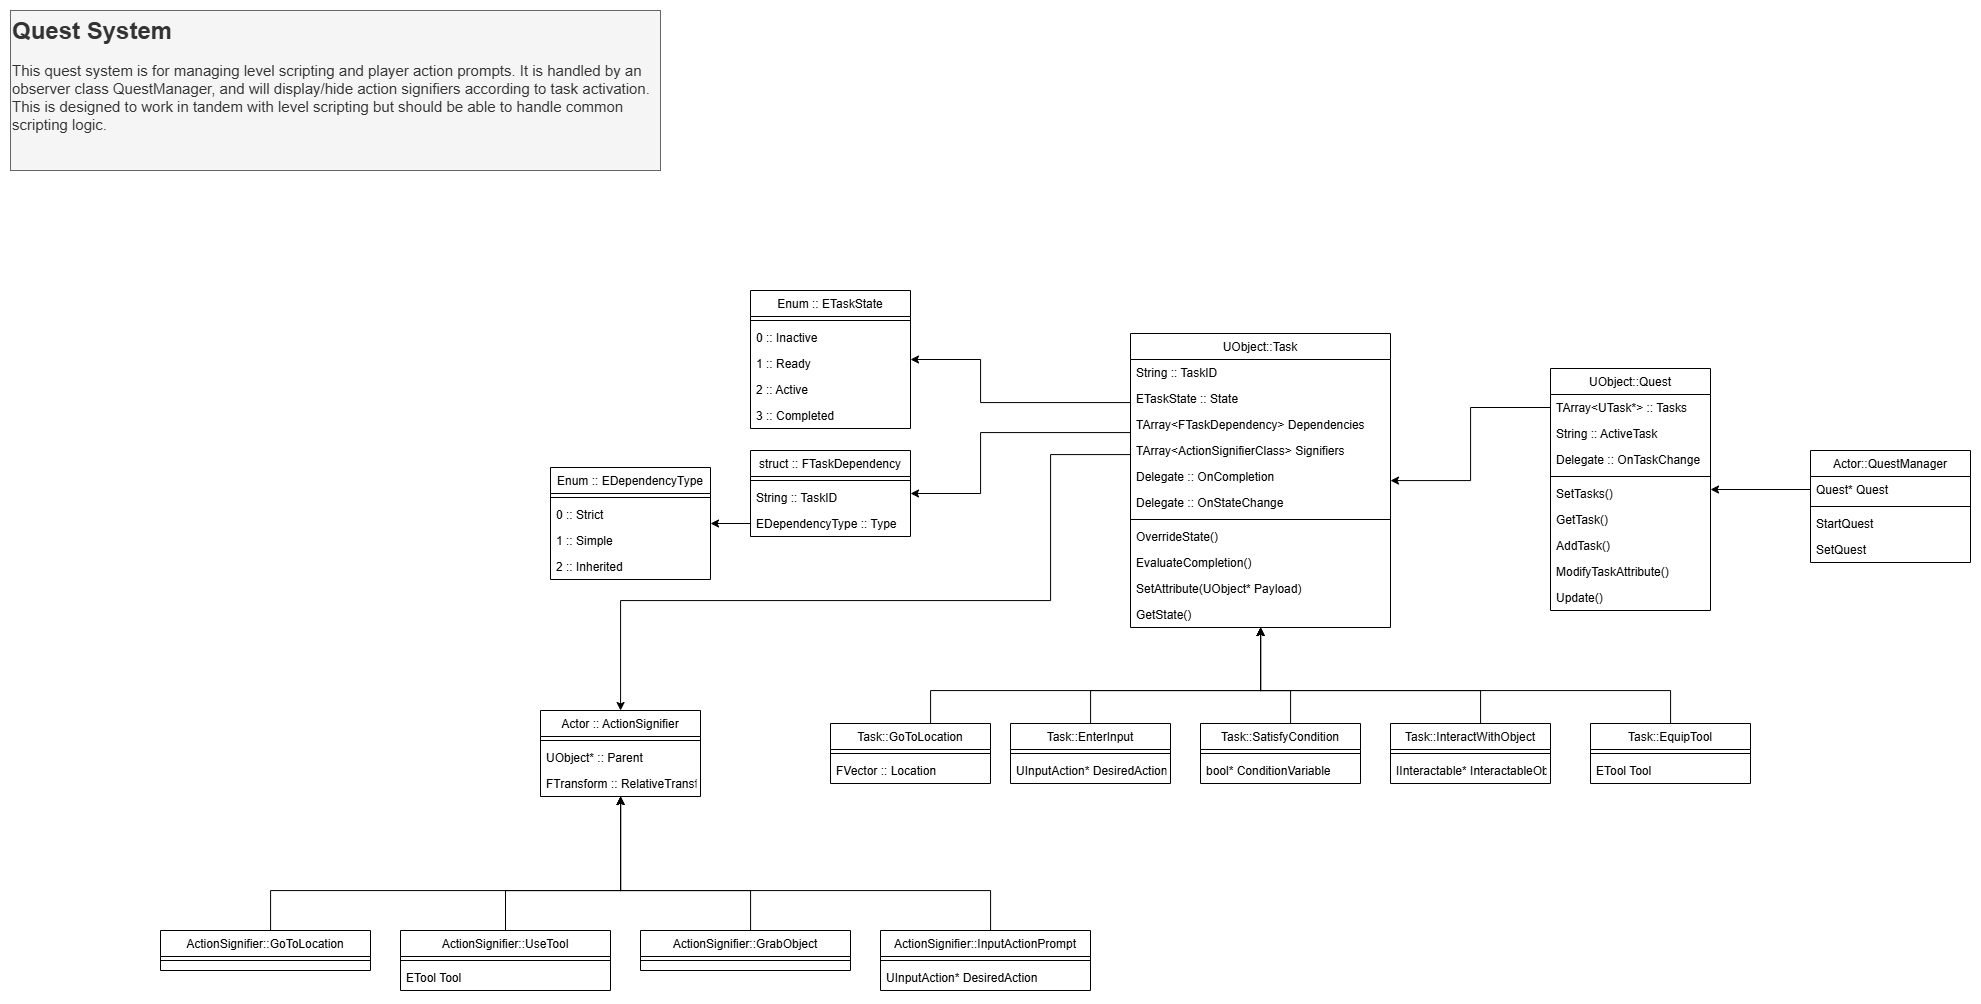 Quest System
This quest system is for managing level scripting and player action prompts. It is handled by an
observer class QuestManager, and will display/hide action signifiers according to task activation.
This is designed to work in tandem with level scripting but should be able to handle common
scripting logic.
Enum :: ETaskState
0 :: Inactive
1 :: Ready
2 :: Active
3 :: Completed
struct :: FTaskDependency
String :: TaskID
EDependencyType :: Type
Enum :: EDependencyType
0 :: Strict
1 :: Simple
2 :: Inherited
UObject::Task
String :: TaskID
ETaskState :: State
TArray<FTaskDependency> Dependencies
TArray<ActionSignifierClass> Signifiers
Delegate :: OnCompletion
Delegate :: OnStateChange
OverrideState()
EvaluateCompletion()
SetAttribute(UObject* Payload)
GetState()
UObject::Quest
TArray<UTask*> :: Tasks
String :: ActiveTask
Delegate :: OnTaskChange
SetTasks()
GetTask()
AddTask()
ModifyTaskAttribute()
Update()
Actor::QuestManager
Quest* Quest
StartQuest
SetQuest
Actor :: ActionSignifier
UObject* :: Parent
FTransform :: RelativeTransf
Task::GoToLocation
FVector :: Location
Task::EnterInput
UInputAction* DesiredAction
Task::SatisfyCondition
bool* ConditionVariable
Task::InteractWithObject
IInteractable* InteractableOb
Task::EquipTool
ETool Tool
ActionSignifier::GoToLocation
ActionSignifier::UseTool
ETool Tool
ActionSignifier::GrabObject
ActionSignifier::InputActionPrompt
UInputAction* DesiredAction